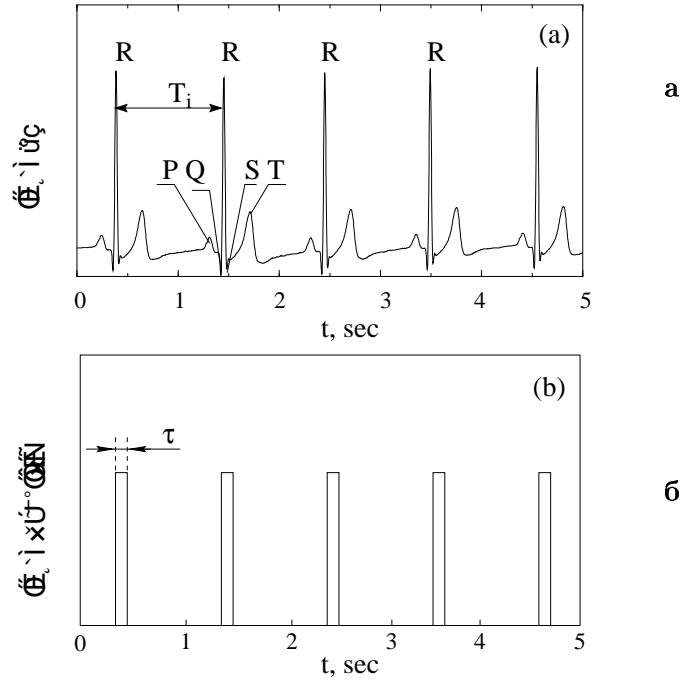 (a)
R R R R
T_i
P Q S T
0 1 2 3 4 5
t, sec
а
(b)
τ
0 1 2 3 4 5
t, sec
б